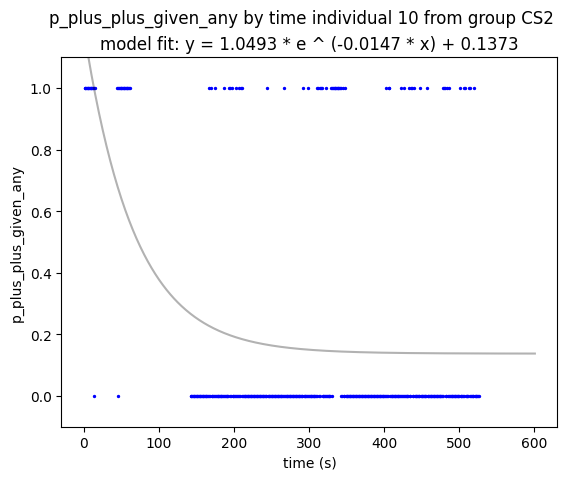 p_plus_plus_given_any by time individual 10 from group CS2
model fit: y = 1.0493 * e ^ (-0.0147 * x) + 0.1373
p_plus_plus_given_any
1.0
0.8
0.6
0.4
0.2
0.0
0 100 200 300 400 500 600
time (s)